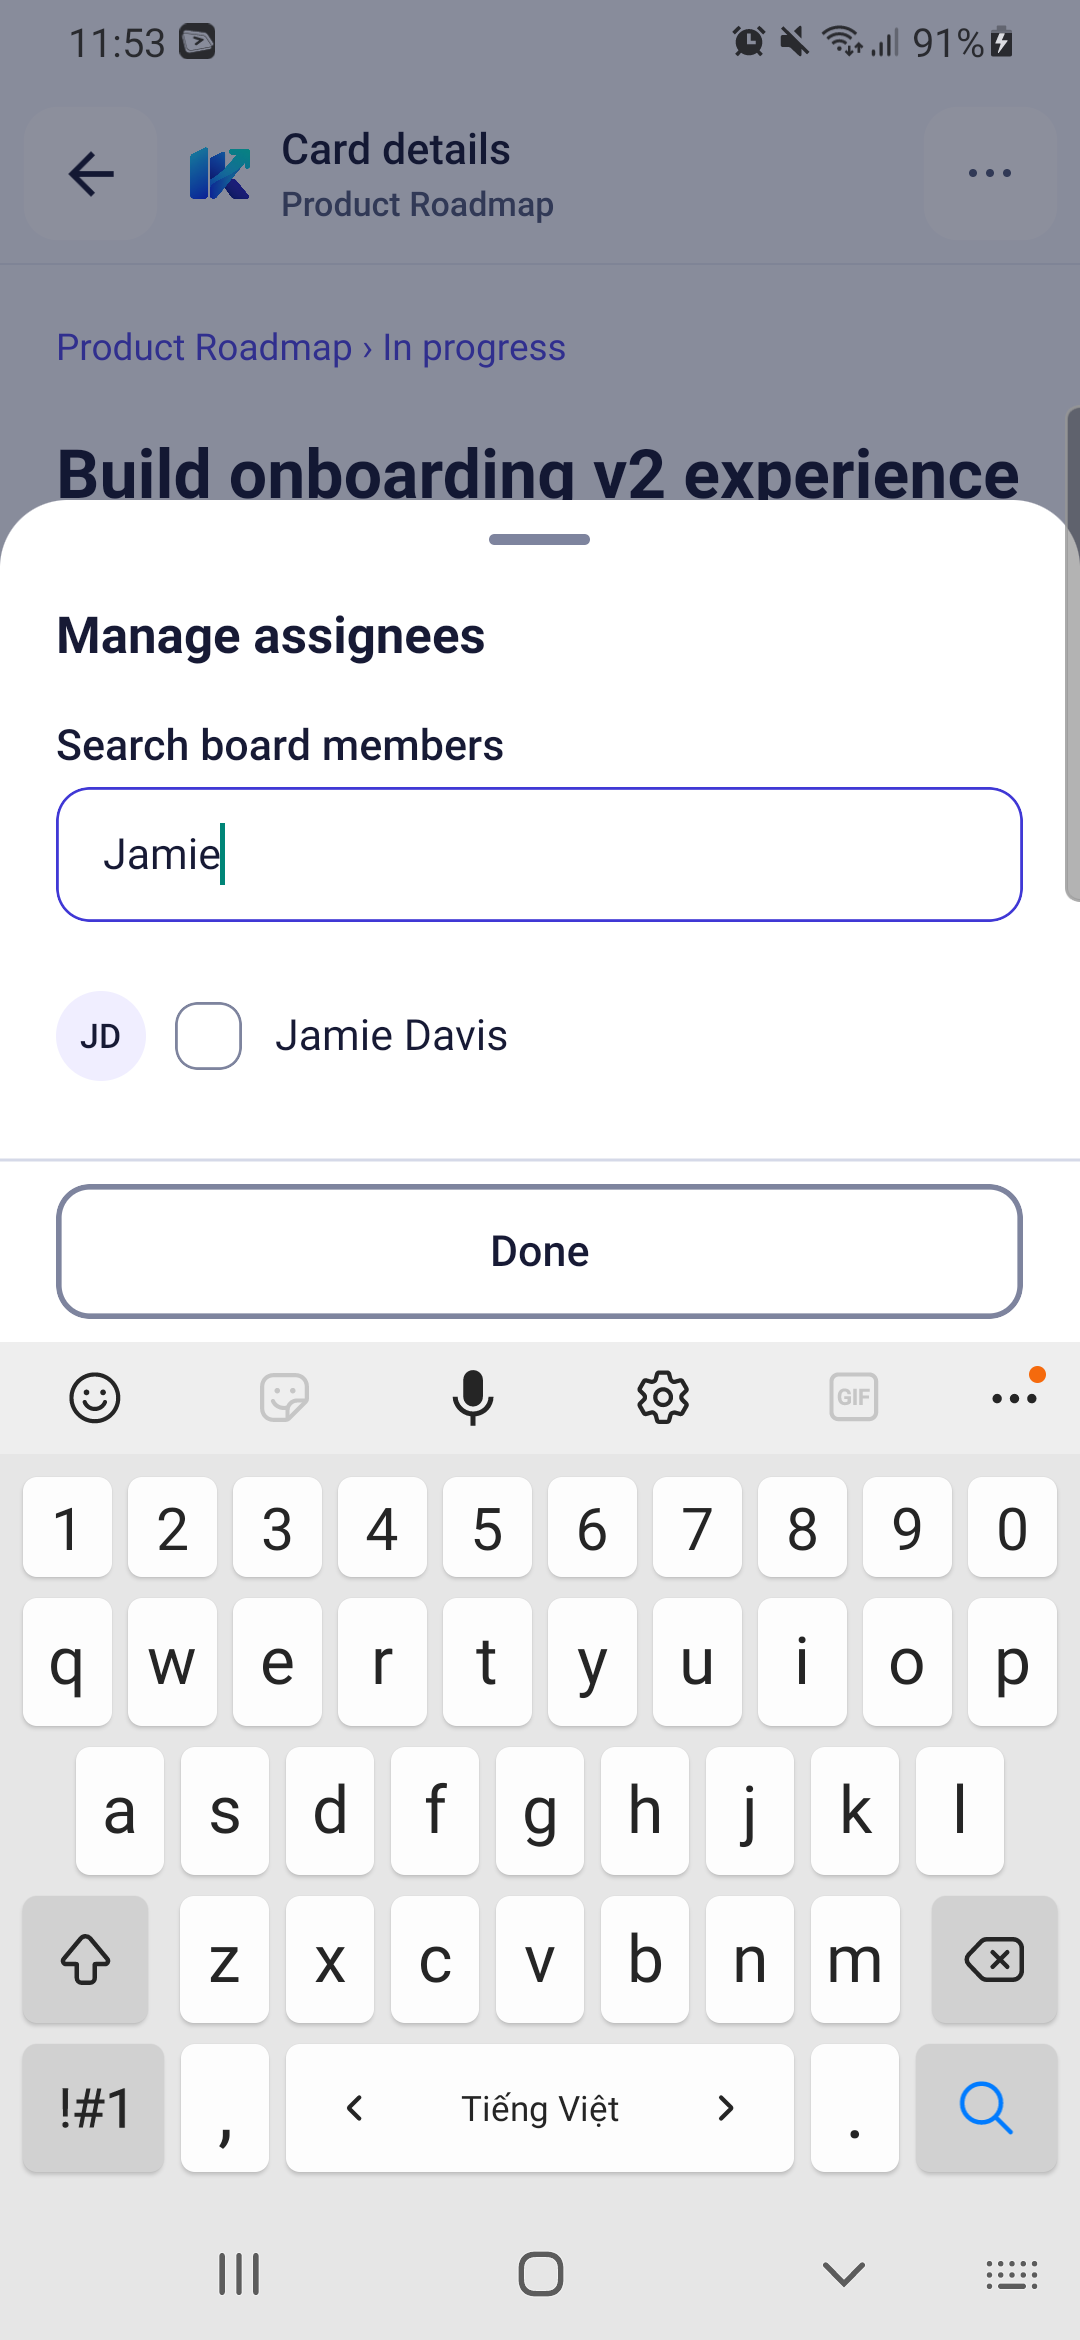 11:53
91%
Card details
Product Roadmap
Product Roadmap › In progress
Build onboarding v2 experience
Manage assignees
Search board members
Jamie
JD Jamie Davis
Done
GIF
1 2 3 4 5 6 7 8 9 0
q w e r t y u i o p
a s d f g h j k l
z x c v b n m
!#1 , < Tiếng Việt > .